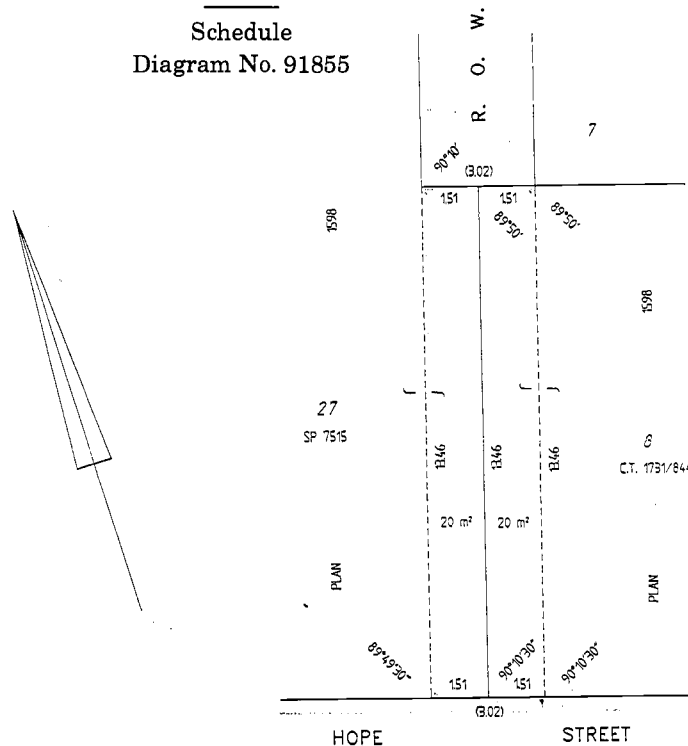 Schedule
Diagram No. 91855
R. O. W.
7
90°10'
(3.02)
1.51
1.51
89°50'
89°50'
1598
1598
27
SP 7515
8
C.T. 1731/844
13.46
13.46
13.46
20 m²
20 m²
PLAN
PLAN
89°49'30"
1.51
90°10'30"
1.51
90°10'30"
(3.02)
HOPE STREET